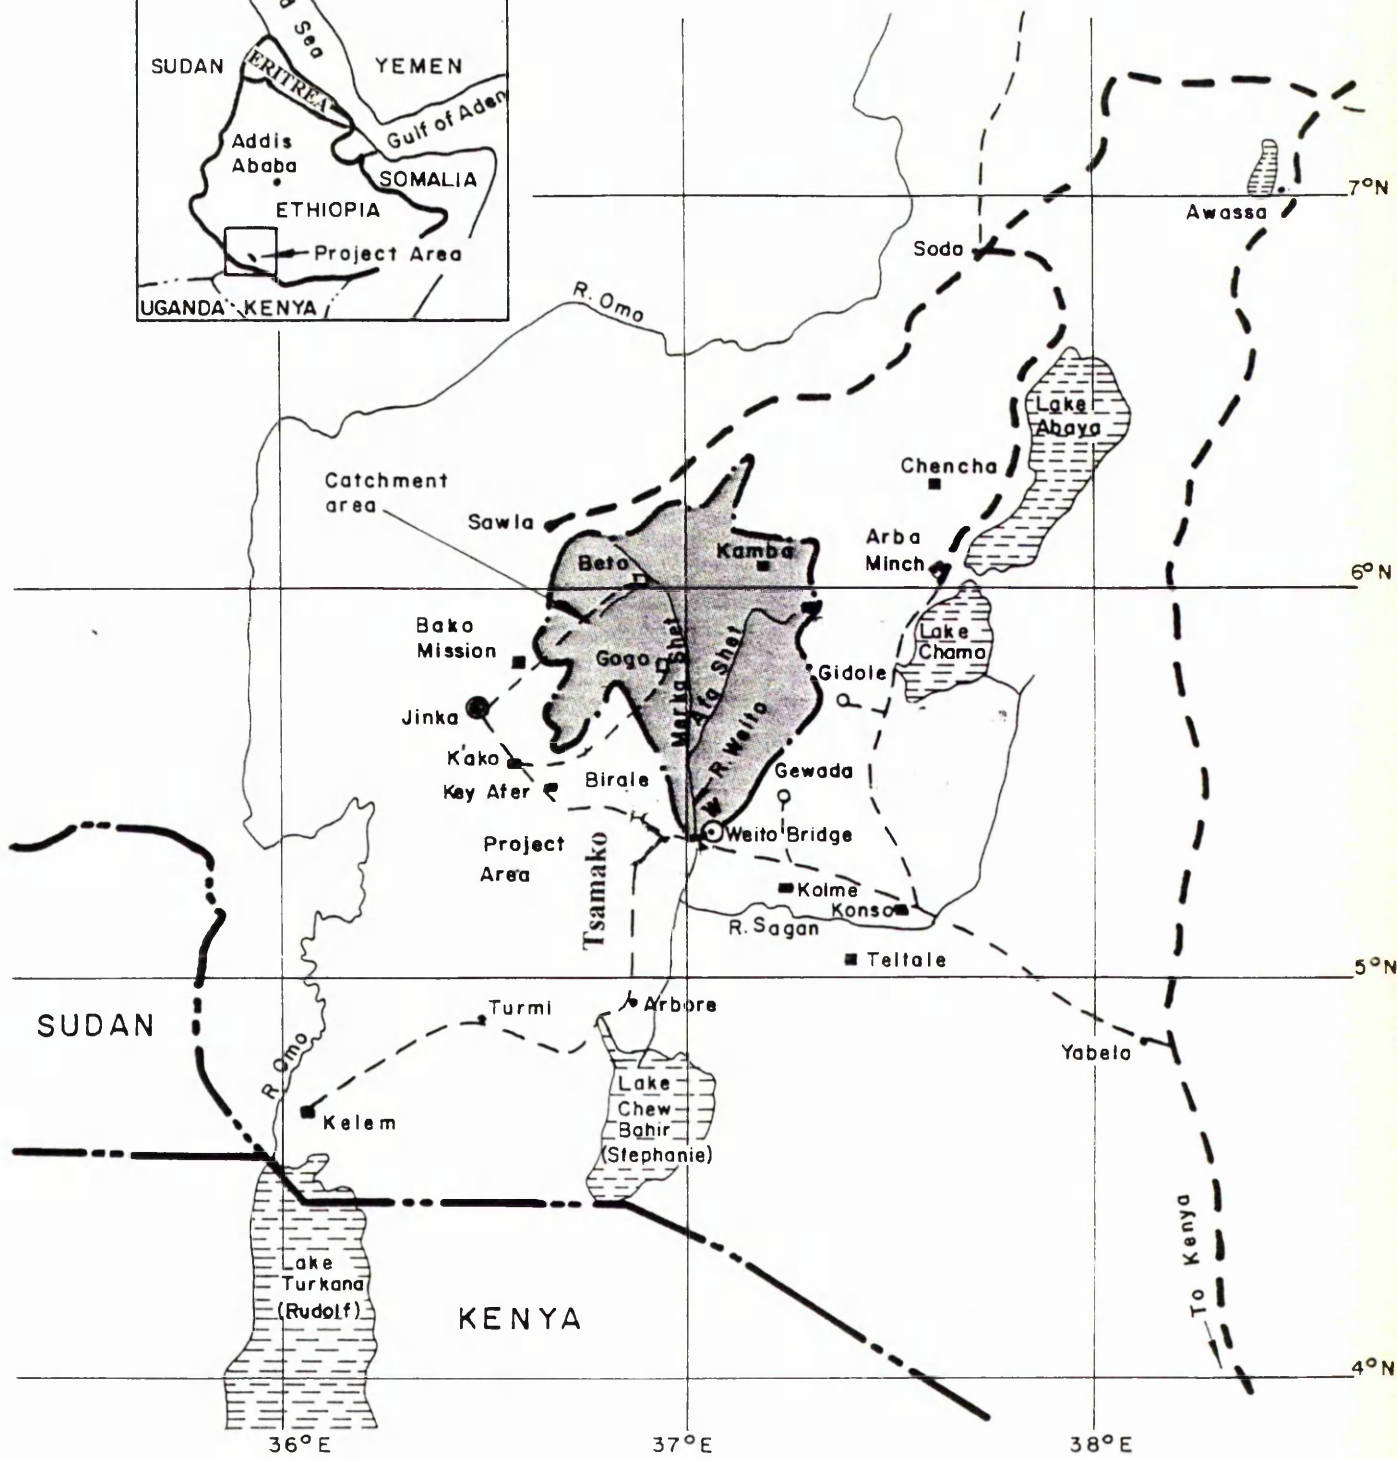 d Sea
SUDAN
ERITREA
YEMEN
Gulf of Aden
Addis
Ababa
SOMALIA
ETHIOPIA
Project Area
UGANDA
KENYA
7°N
Awassa
Sodo
R. Omo
Lake
Abaya
Chencha
Catchment
area
Sawla
Arba
Minch
Kamba
Beto
6°N
Bako
Mission
Lake
Chamo
Gogo
Merka Shet
Afa Shet
Gidole
Jinka
R. Weito
K'ako
Birale
Gewada
Key Afer
Weito Bridge
Project
Area
Tsamako
Kolme
Konso
R. Sagan
Teltale
5°N
Arbore
Turmi
SUDAN
R. Omo
Yabelo
Lake
Chew
Bahir
(Stephanie)
Kelem
To Kenya
Lake
Turkana
(Rudolf)
KENYA
4°N
36°E
37°E
38°E